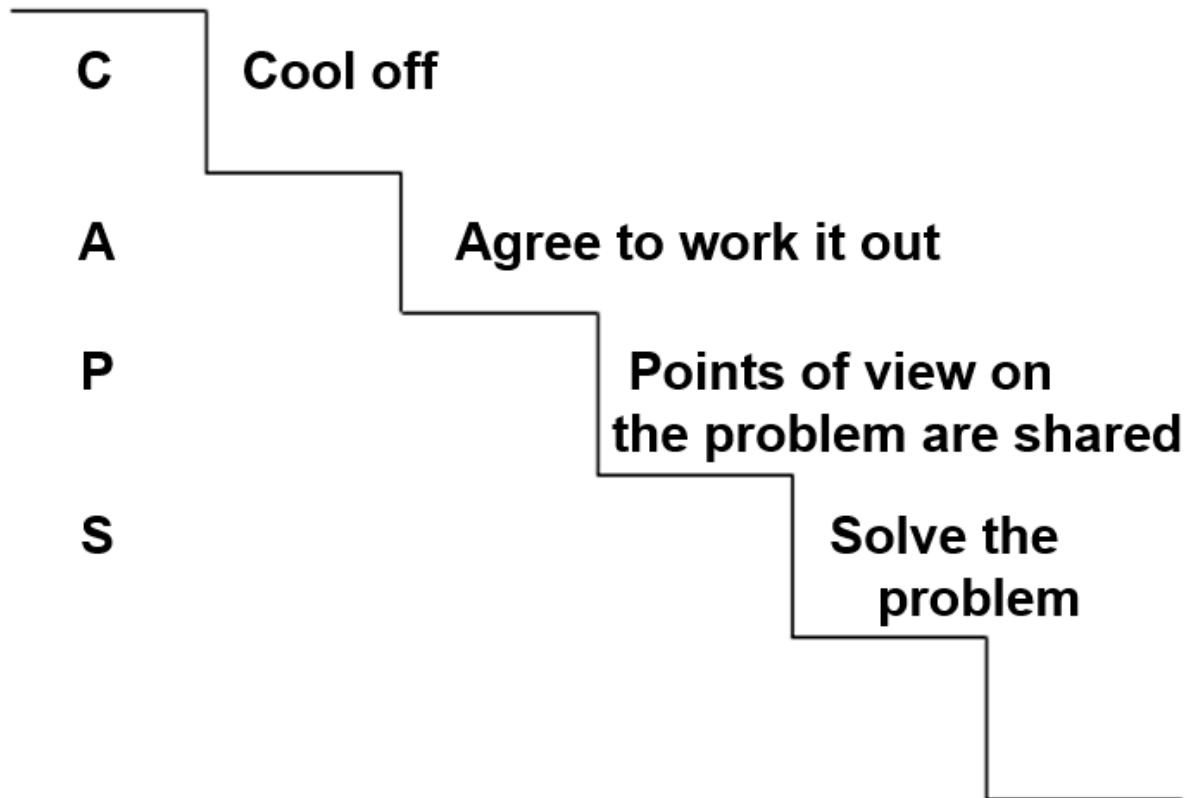 C Cool off
A Agree to work it out
P Points of view on
the problem are shared
S Solve the
problem